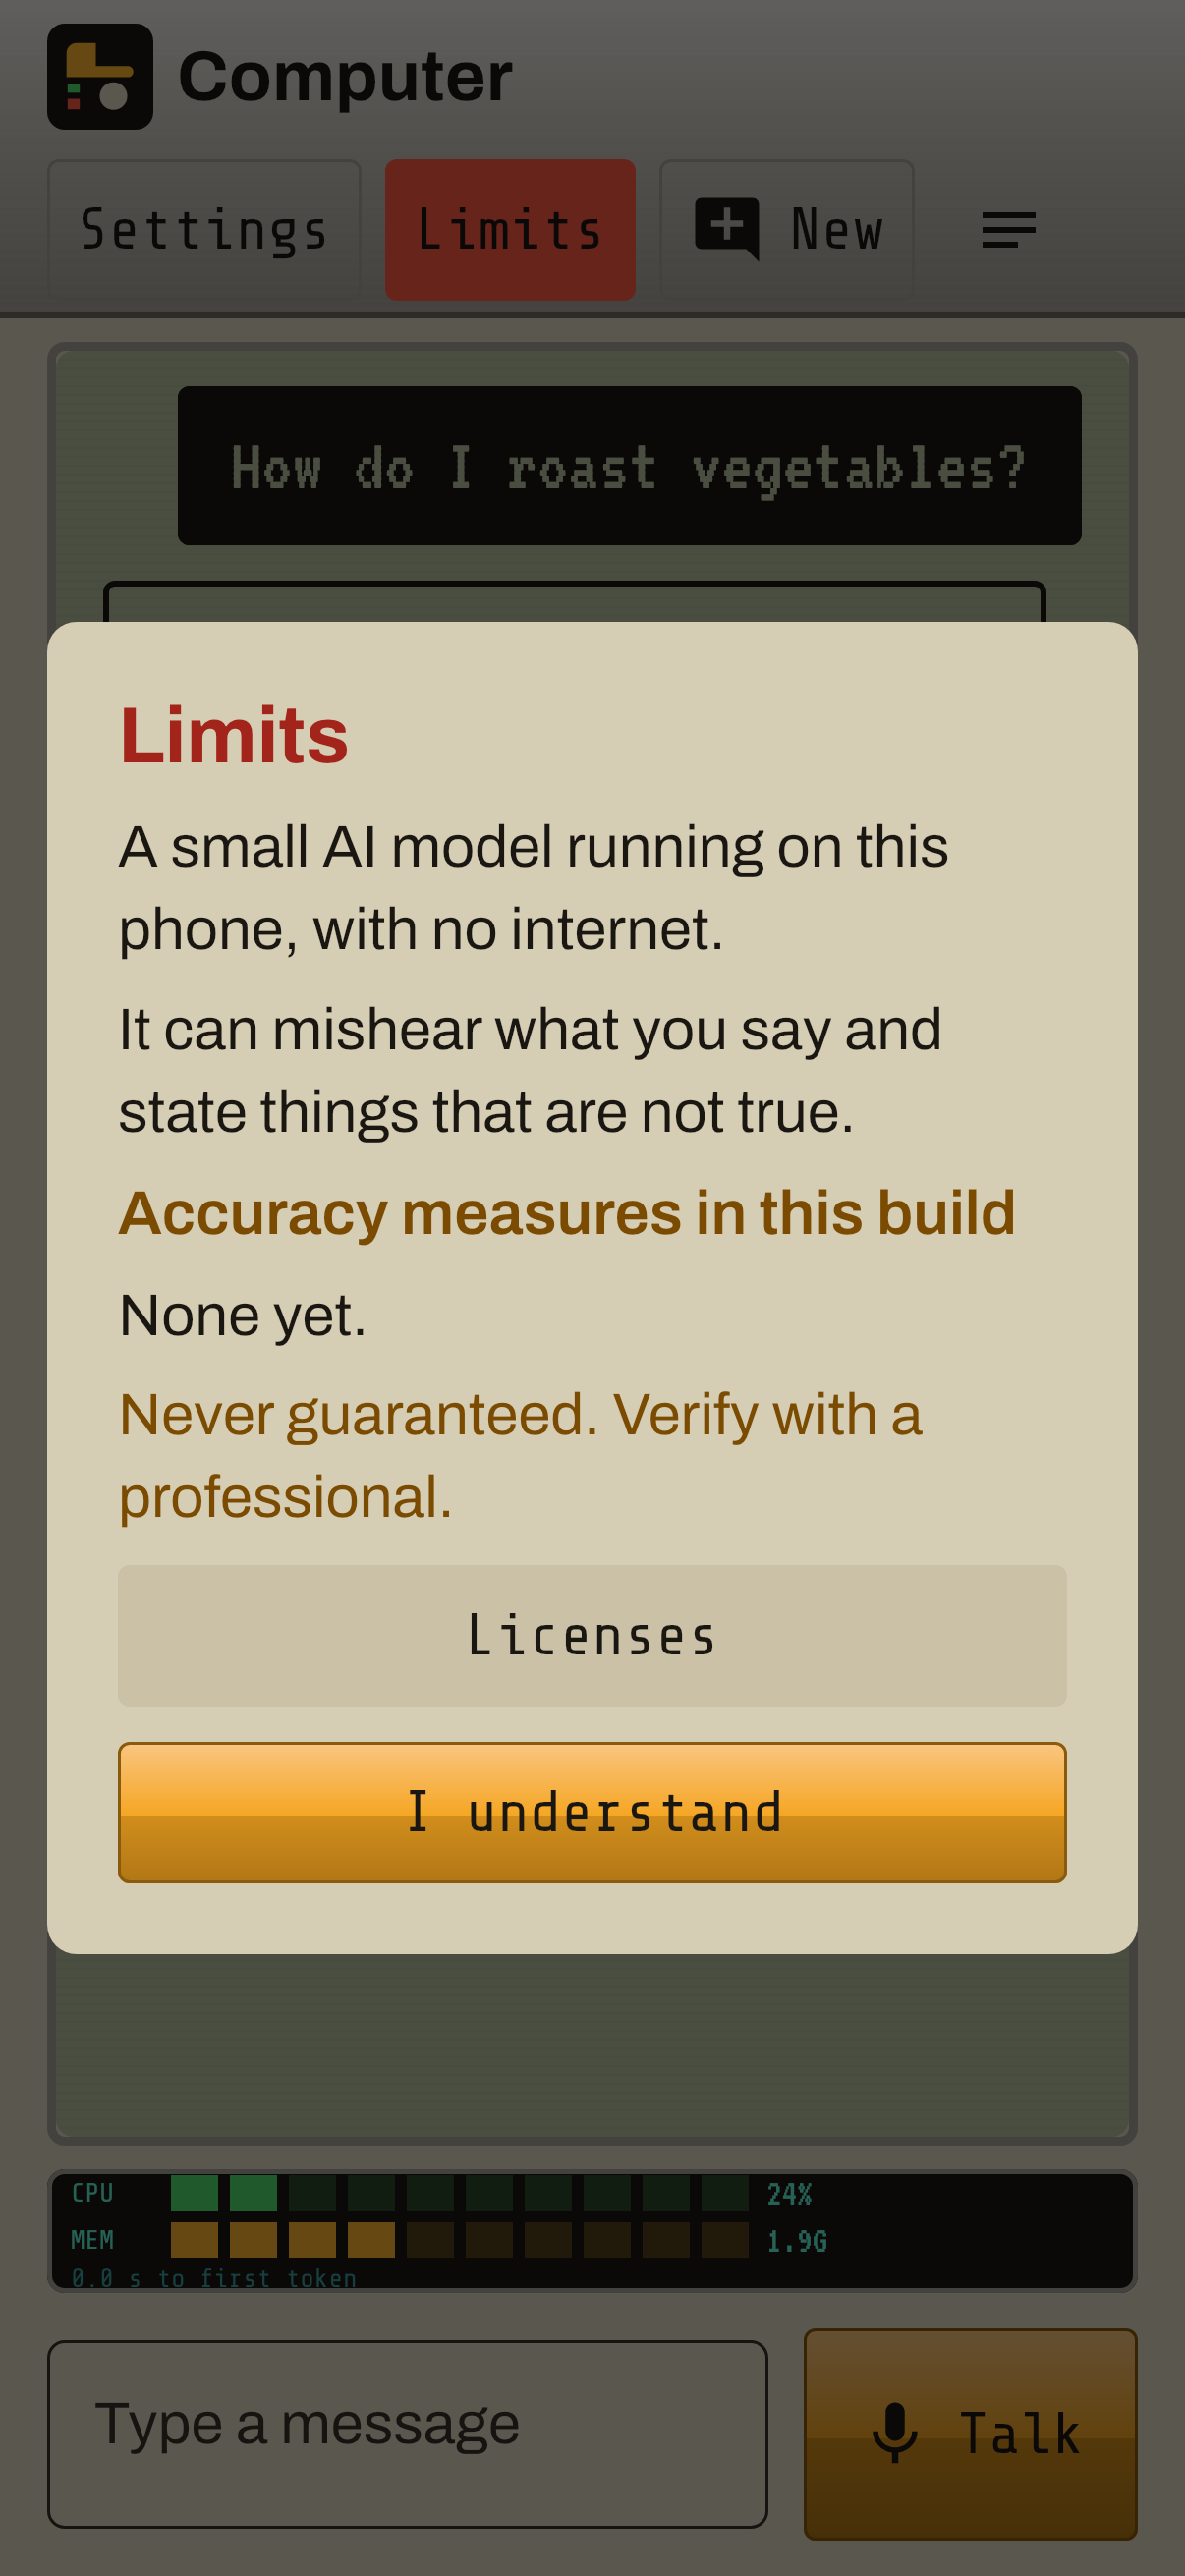 Computer
Settings
Limits
New
How do I roast vegetables?
Limits
A small AI model running on this
phone, with no internet.
It can mishear what you say and
state things that are not true.
Accuracy measures in this build
None yet.
Never guaranteed. Verify with a
professional.
Licenses
I understand
CPU 24%
MEM 1.9G
0.0 s to first token
Type a message
Talk